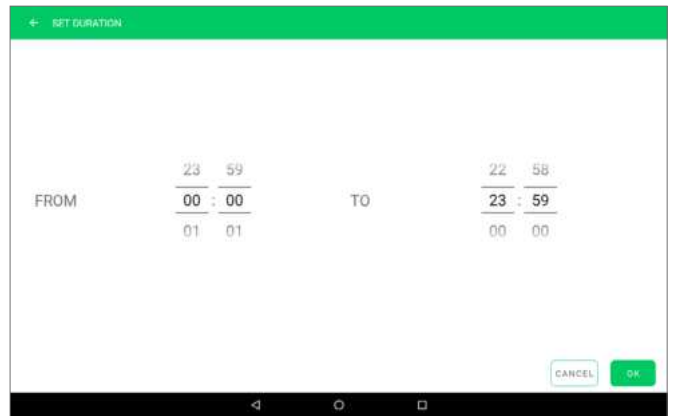 SET DURATION
23 59 22 58
FROM 00 : 00 TO 23 : 59
01 01 00 00
CANCEL OK